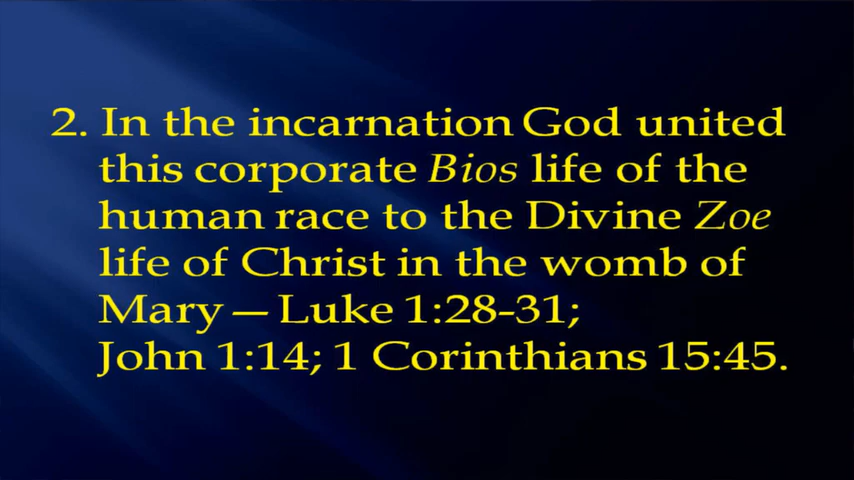 2. In the incarnation God united
this corporate Bios life of the
human race to the Divine Zoe
life of Christ in the womb of
Mary — Luke 1:28-31;
John 1:14; 1 Corinthians 15:45.